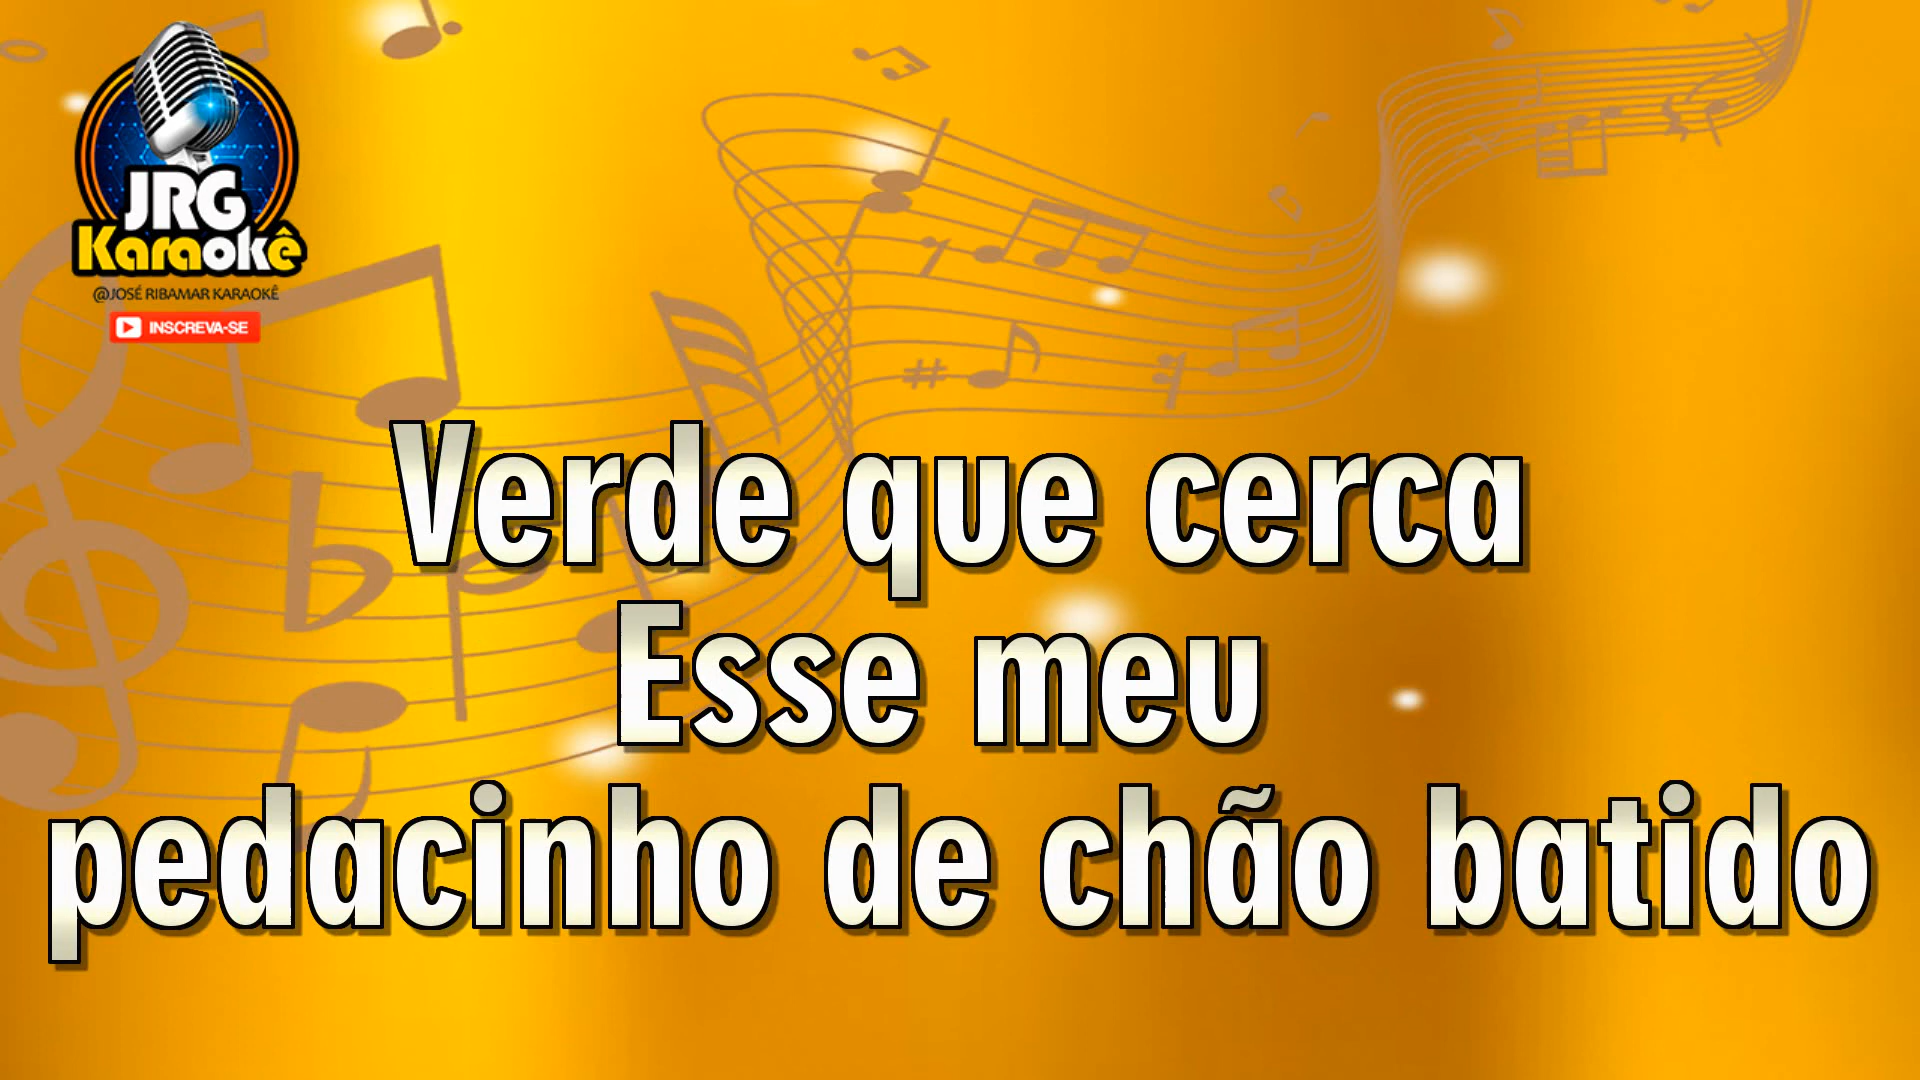 JRG
Karaokê
@JOSÉ RIBAMAR KARAOKÊ
INSCREVA-SE
Verde que cerca
Esse meu
pedacinho de chão batido